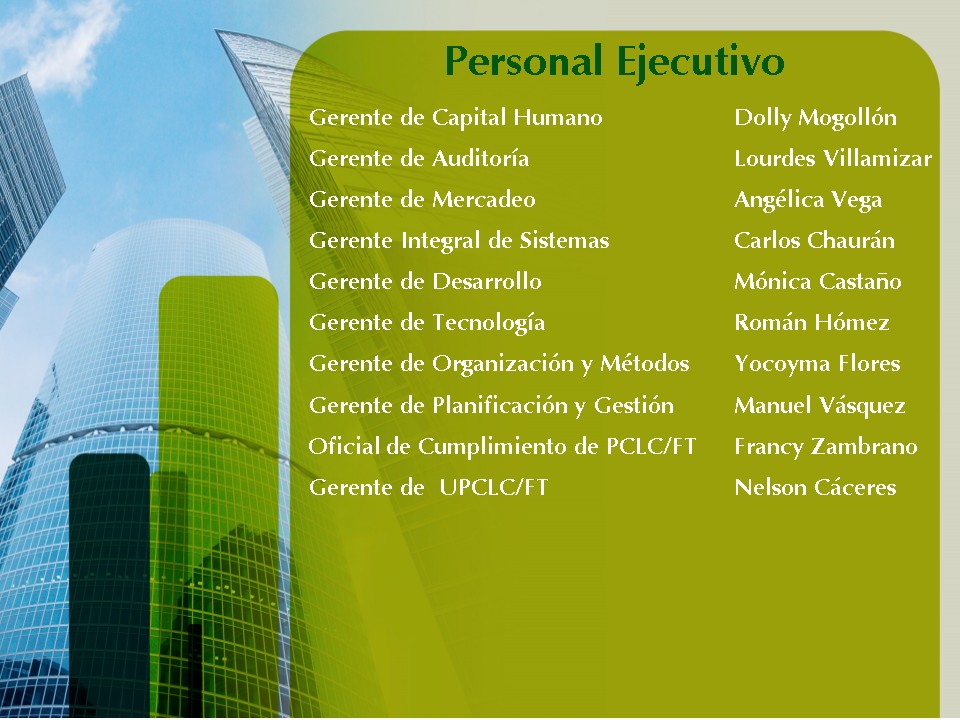 Personal Ejecutivo
Gerente de Capital Humano Dolly Mogollón
Gerente de Auditoría Lourdes Villamizar
Gerente de Mercadeo Angélica Vega
Gerente Integral de Sistemas Carlos Chaurán
Gerente de Desarrollo Mónica Castaño
Gerente de Tecnología Román Hómez
Gerente de Organización y Métodos Yocoyma Flores
Gerente de Planificación y Gestión Manuel Vásquez
Oficial de Cumplimiento de PCLC/FT Francy Zambrano
Gerente de UPCLC/FT Nelson Cáceres